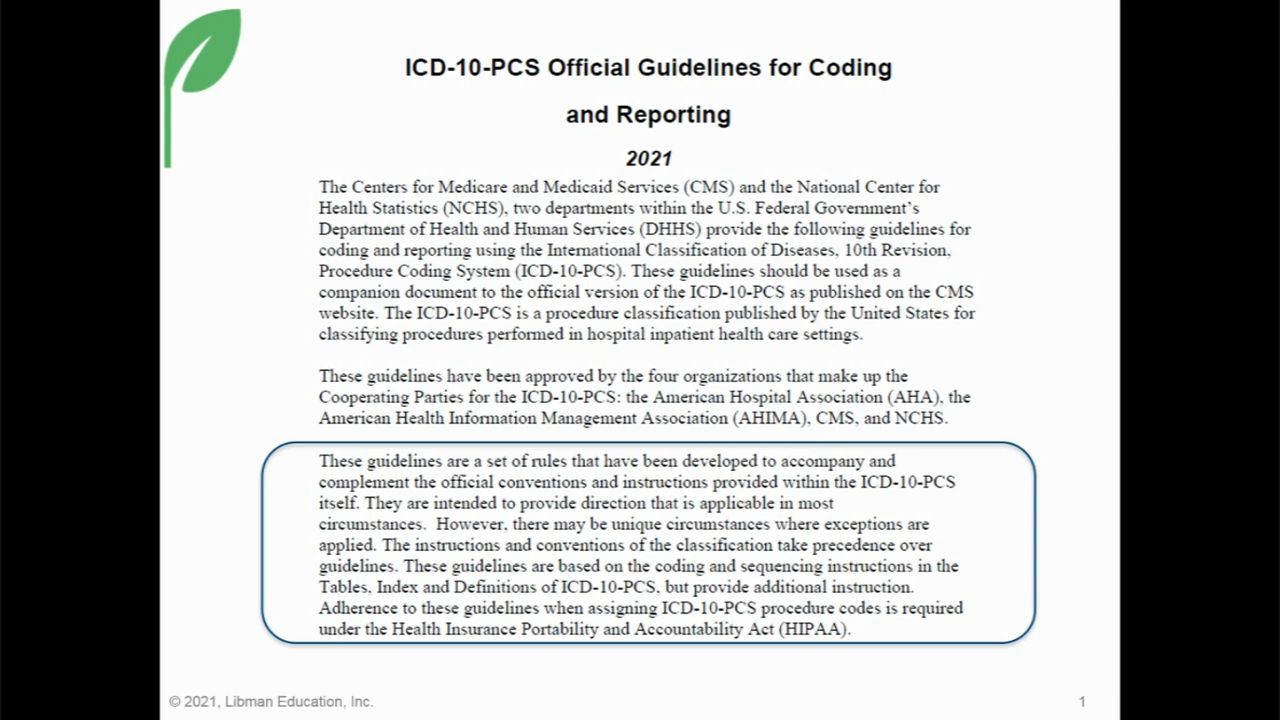 ICD-10-PCS Official Guidelines for Coding
and Reporting
2021
The Centers for Medicare and Medicaid Services (CMS) and the National Center for
Health Statistics (NCHS), two departments within the U.S. Federal Government's
Department of Health and Human Services (DHHS) provide the following guidelines for
coding and reporting using the International Classification of Diseases, 10th Revision,
Procedure Coding System (ICD-10-PCS). These guidelines should be used as a
companion document to the official version of the ICD-10-PCS as published on the CMS
website. The ICD-10-PCS is a procedure classification published by the United States for
classifying procedures performed in hospital inpatient health care settings.
These guidelines have been approved by the four organizations that make up the
Cooperating Parties for the ICD-10-PCS: the American Hospital Association (AHA), the
American Health Information Management Association (AHIMA), CMS, and NCHS.
These guidelines are a set of rules that have been developed to accompany and
complement the official conventions and instructions provided within the ICD-10-PCS
itself. They are intended to provide direction that is applicable in most
circumstances. However, there may be unique circumstances where exceptions are
applied. The instructions and conventions of the classification take precedence over
guidelines. These guidelines are based on the coding and sequencing instructions in the
Tables, Index and Definitions of ICD-10-PCS, but provide additional instruction.
Adherence to these guidelines when assigning ICD-10-PCS procedure codes is required
under the Health Insurance Portability and Accountability Act (HIPAA).
© 2021, Libman Education, Inc.
1